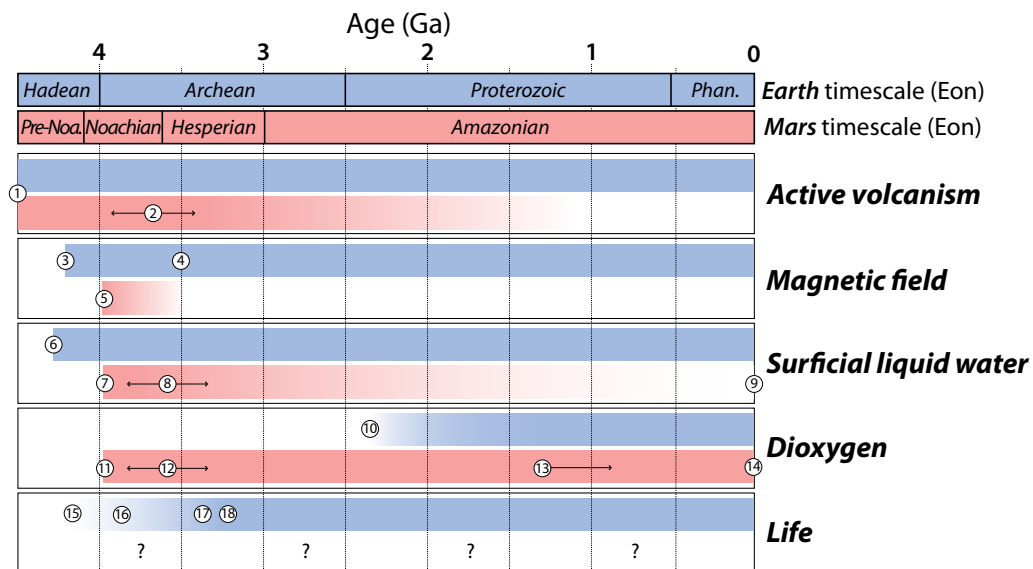 Age (Ga)
4 3 2 1 0
Hadean Archean Proterozoic Phan. Earth timescale (Eon)
Pre-Noa. Noachian Hesperian Amazonian Mars timescale (Eon)
1
2
Active volcanism
3 4
5
Magnetic field
6
7 8 9
Surficial liquid water
10
11 12 13 14
Dioxygen
15 16 17 18
? ? ? ?
Life